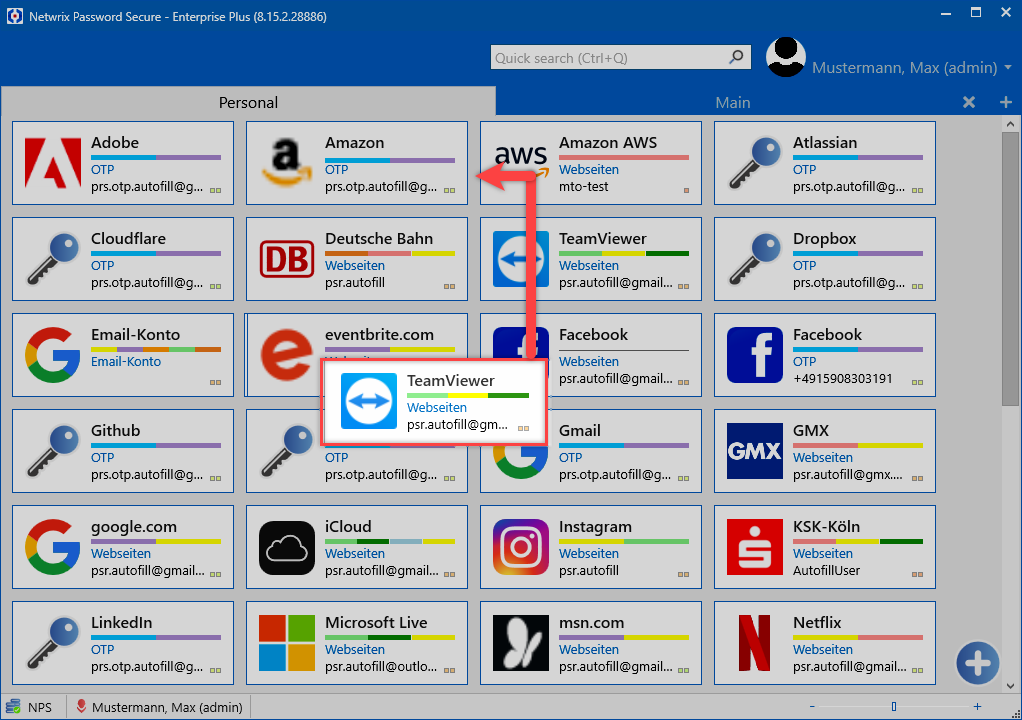 Netwrix Password Secure - Enterprise Plus (8.15.2.28886)
Quick search (Ctrl+Q)
Mustermann, Max (admin)
Personal
Main
Adobe
OTP
prs.otp.autofill@g...
a
Amazon
OTP
prs.otp.autofill@g...
aws
Amazon AWS
Webseiten
mto-test
Atlassian
OTP
prs.otp.autofill@g...
Cloudflare
OTP
prs.otp.autofill@g...
DB
Deutsche Bahn
Webseiten
psr.autofill
TeamViewer
Webseiten
psr.autofill@gmail...
Dropbox
OTP
prs.otp.autofill@g...
G
Email-Konto
Email-Konto
e
eventbrite.com
f
Facebook
Webseiten
psr.autofill@gmail...
f
Facebook
OTP
+4915908303191
TeamViewer
Webseiten
psr.autofill@gm...
Github
OTP
prs.otp.autofill@g...
OTP
prs.otp.autofill@g...
Gmail
OTP
prs.otp.autofill@g...
GMX
GMX
Webseiten
psr.autofill@gmx....
G
google.com
Webseiten
psr.autofill@gmail...
iCloud
Webseiten
psr.autofill@gmail...
Instagram
Webseiten
psr.autofill
KSK-Köln
Webseiten
AutofillUser
LinkedIn
OTP
prs.otp.autofill@g...
Microsoft Live
Webseiten
psr.autofill@outlo...
msn.com
Webseiten
psr.autofill@gmail...
N
Netflix
Webseiten
psr.autofill@gmail...
NPS
Mustermann, Max (admin)